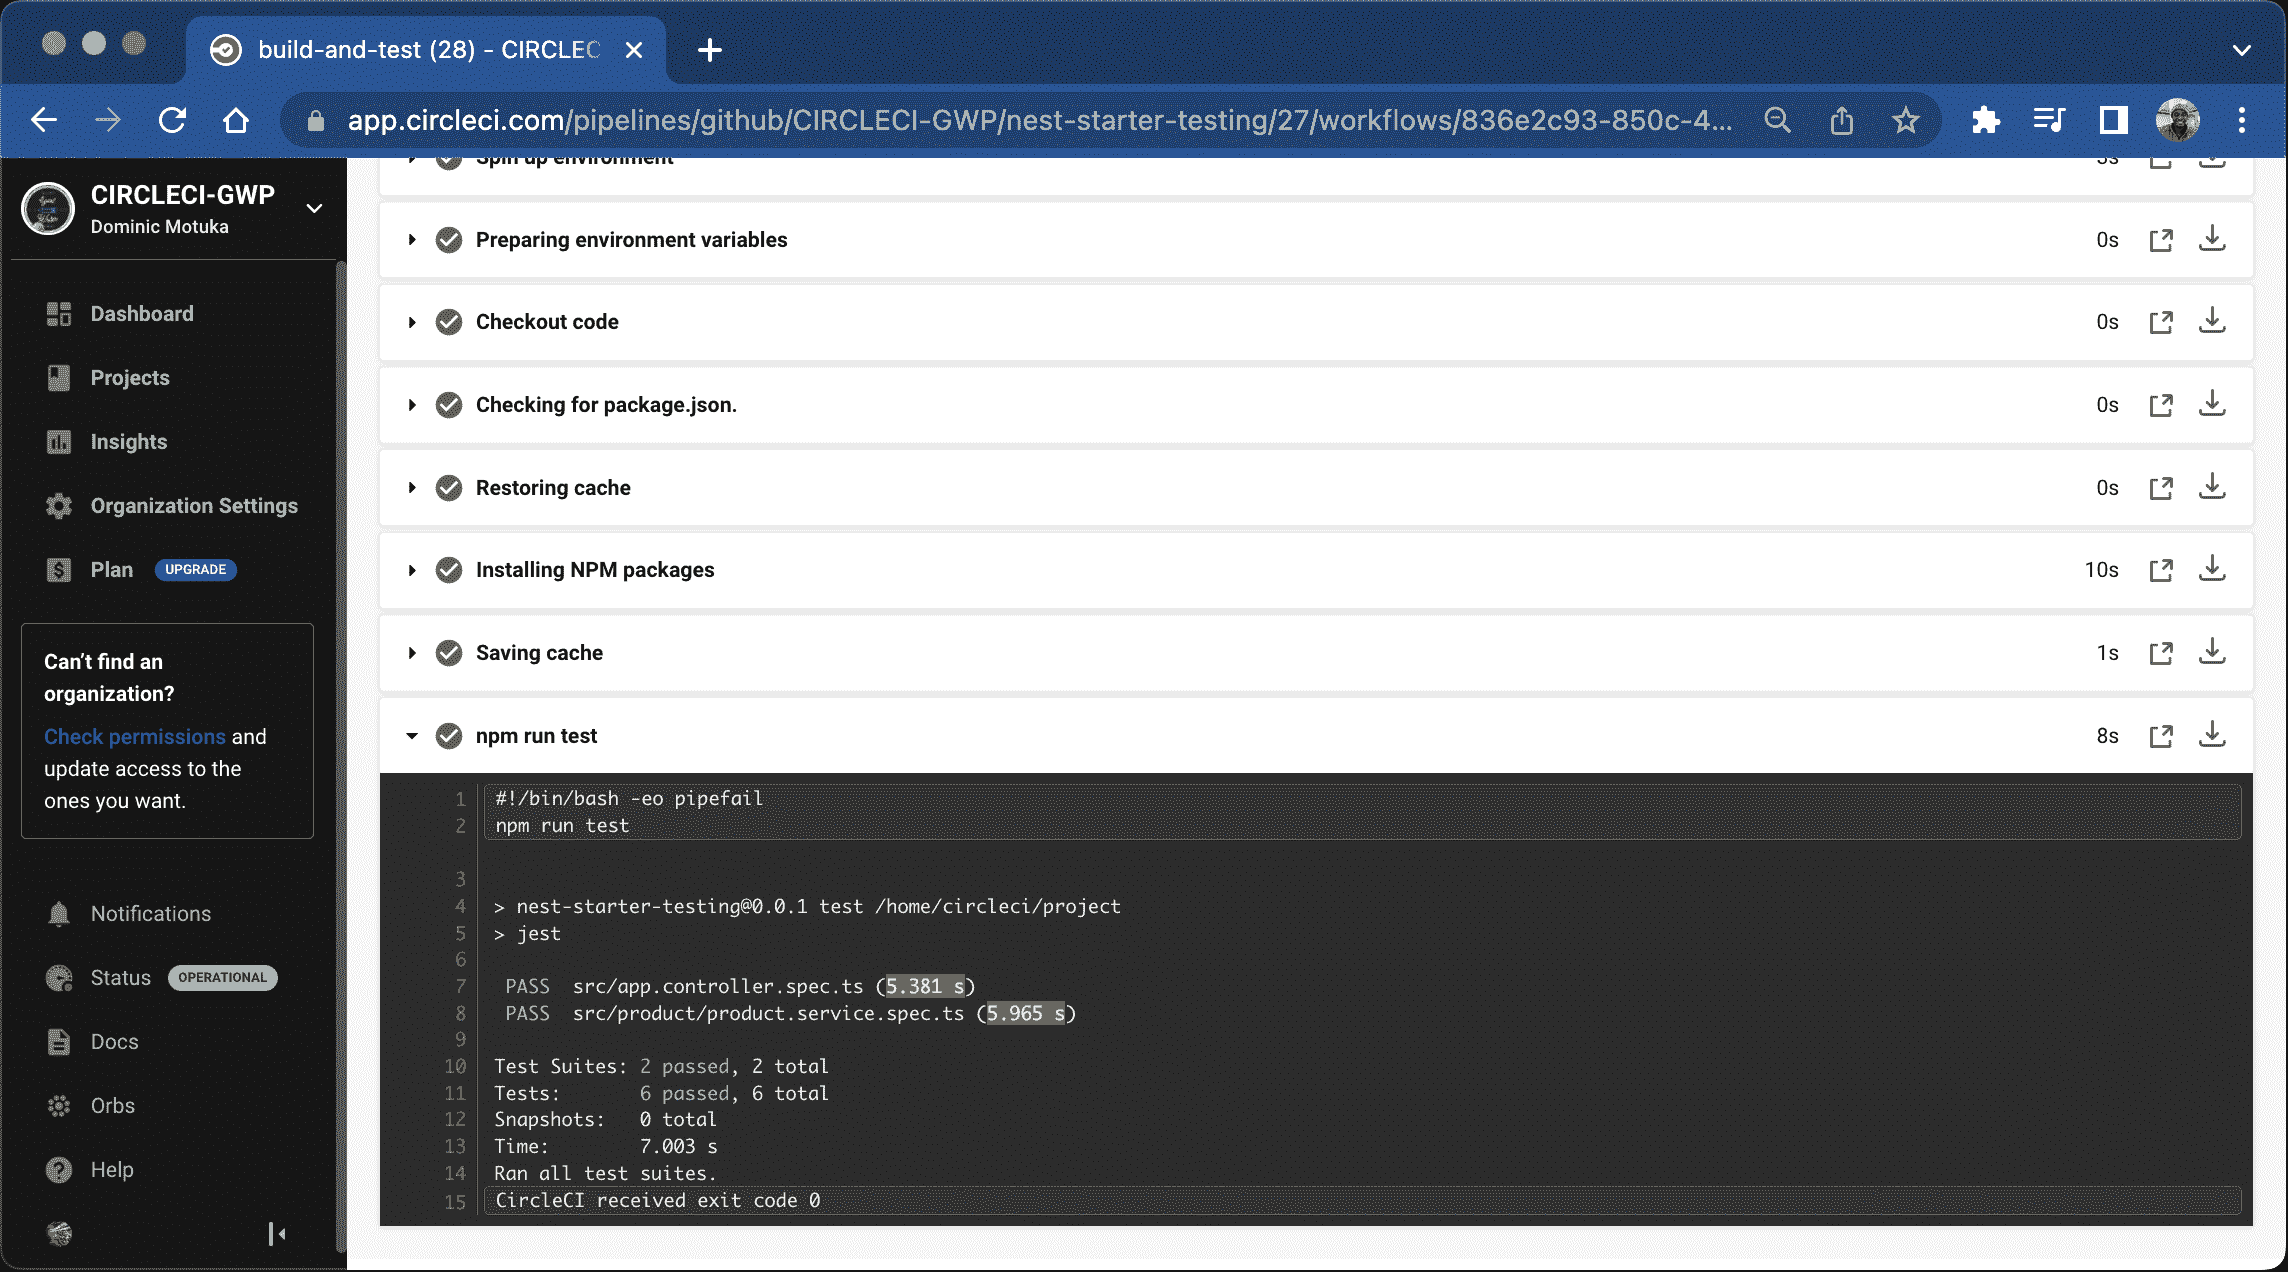 build-and-test (28) - CIRCLEC
app.circleci.com/pipelines/github/CIRCLECI-GWP/nest-starter-testing/27/workflows/836e2c93-850c-4...
CIRCLECI-GWP
Dominic Motuka
Dashboard
Projects
Insights
Organization Settings
Plan UPGRADE
Can't find an
organization?
Check permissions and
update access to the
ones you want.
Notifications
Status OPERATIONAL
Docs
Orbs
Help
Spin up environment 3s
Preparing environment variables 0s
Checkout code 0s
Checking for package.json. 0s
Restoring cache 0s
Installing NPM packages 10s
Saving cache 1s
npm run test 8s
1 #!/bin/bash -eo pipefail
2 npm run test
3
4 > nest-starter-testing@0.0.1 test /home/circleci/project
5 > jest
6
7 PASS src/app.controller.spec.ts (5.381 s)
8 PASS src/product/product.service.spec.ts (5.965 s)
9
10 Test Suites: 2 passed, 2 total
11 Tests: 6 passed, 6 total
12 Snapshots: 0 total
13 Time: 7.003 s
14 Ran all test suites.
15 CircleCI received exit code 0